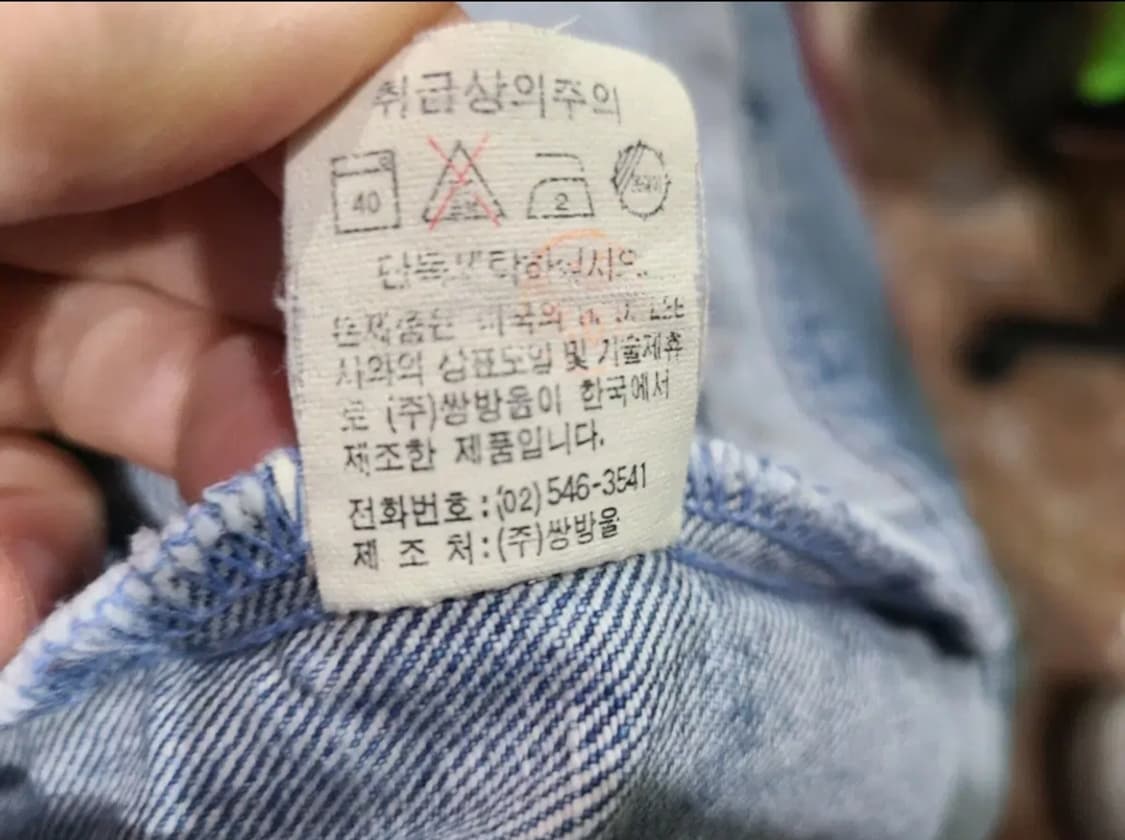 취급상의주의
40 2
단독세탁하십시오.
본제품은 미국의
사와의 상표도입 및 기술제휴
로 (주)쌍방울이 한국에서
제조한 제품입니다.
전화번호:(02)546-3541
제 조 처:(주)쌍방울